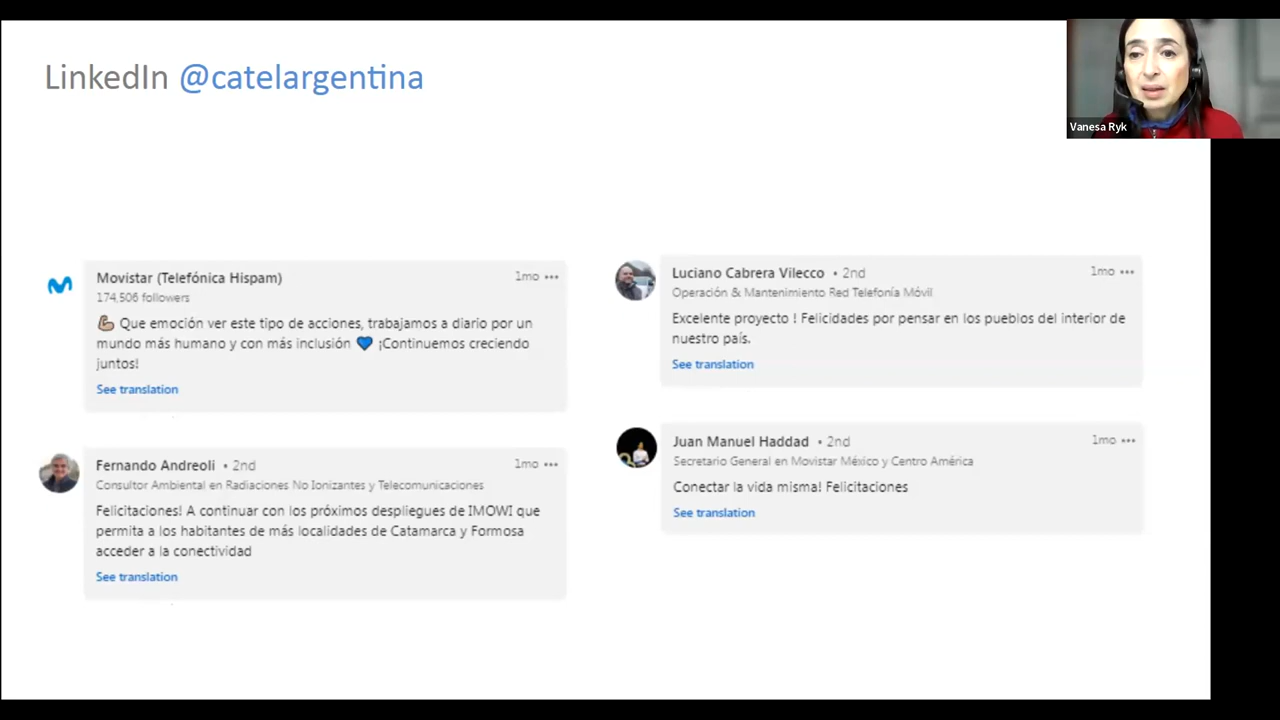 LinkedIn @catelargentina
Vanesa Ryk
Movistar (Telefónica Hispam)
1mo •••
174,506 followers
💪🏽 Que emoción ver este tipo de acciones, trabajamos a diario por un
mundo más humano y con más inclusión 💙 ¡Continuemos creciendo
juntos!
See translation
Fernando Andreoli • 2nd
1mo •••
Consultor Ambiental en Radiaciones No Ionizantes y Telecomunicaciones
Felicitaciones! A continuar con los próximos despliegues de IMOWI que
permita a los habitantes de más localidades de Catamarca y Formosa
acceder a la conectividad
See translation
Luciano Cabrera Vilecco • 2nd
1mo •••
Operación & Mantenimiento Red Telefonía Móvil
Excelente proyecto ! Felicidades por pensar en los pueblos del interior de
nuestro país.
See translation
Juan Manuel Haddad • 2nd
1mo •••
Secretario General en Movistar México y Centro América
Conectar la vida misma! Felicitaciones
See translation